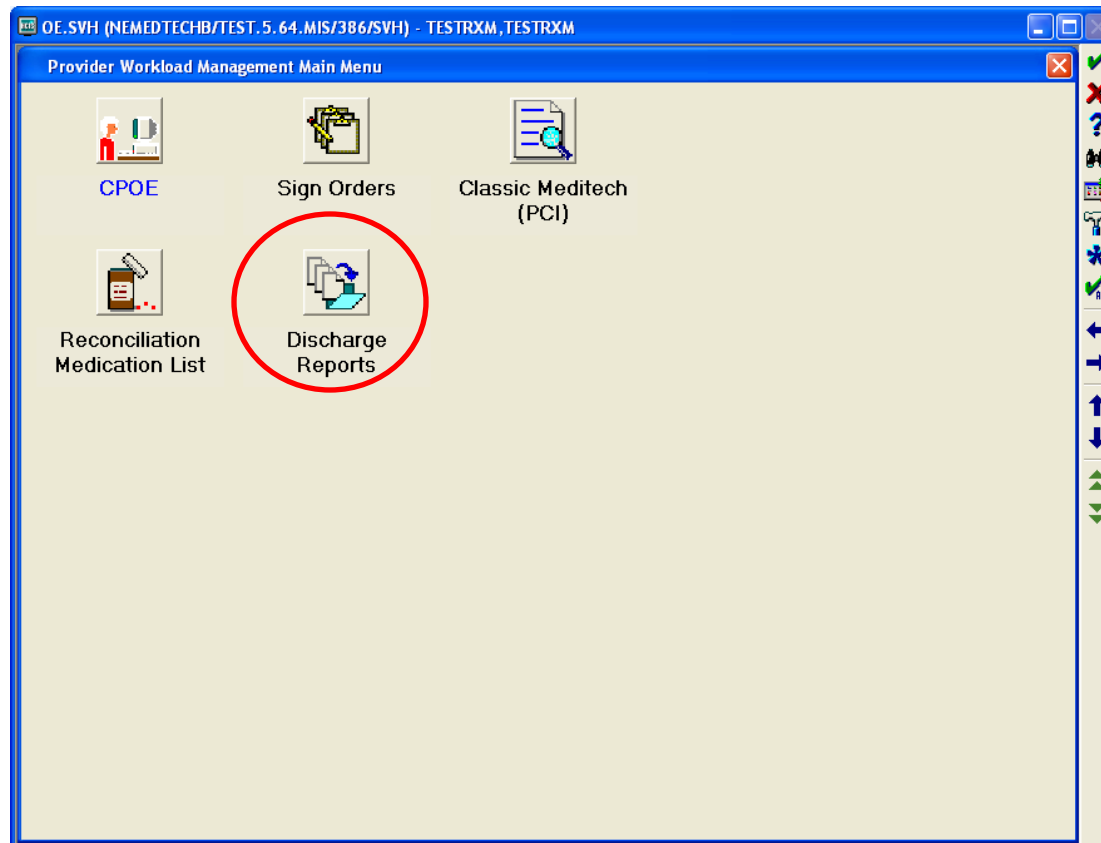 OE.SVH (NEMEDTECHB/TEST.5.64.MIS/386/SVH) - TESTRXM,TESTRXM
Provider Workload Management Main Menu
CPOE
Sign Orders
Classic Meditech
(PCI)
Reconciliation
Medication List
Discharge
Reports